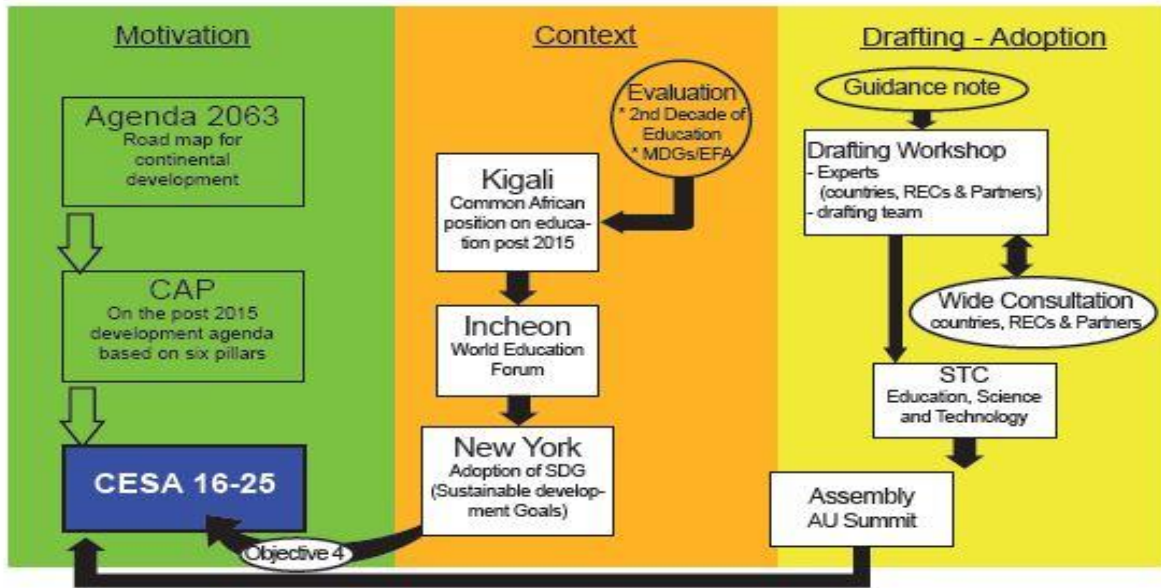 Motivation
Agenda 2063
Road map for
continental
development
CAP
On the post 2015
development agenda
based on six pillars
CESA 16-25
Context
Evaluation
* 2nd Decade of
Education
* MDGs/EFA
Kigali
Common African
position on educa-
tion post 2015
Incheon
World Education
Forum
New York
Adoption of SDG
(Sustainable develop-
ment Goals)
Objective 4
Drafting - Adoption
Guidance note
Drafting Workshop
- Experts
(countries, RECs & Partners)
- drafting team
Wide Consultation
countries, RECs & Partners
STC
Education, Science
and Technology
Assembly
AU Summit